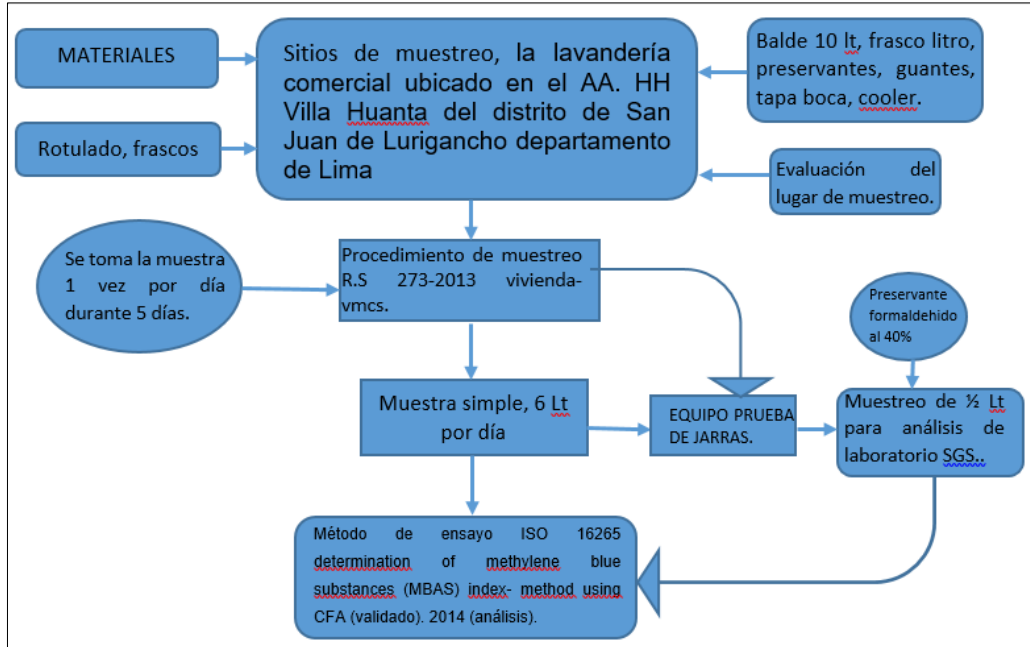 MATERIALES
Sitios de muestreo, la lavandería
comercial ubicado en el AA. HH
Villa Huanta del distrito de San
Juan de Lurigancho departamento
de Lima
Balde 10 lt, frasco litro,
preservantes, guantes,
tapa boca, cooler.
Rotulado, frascos
Evaluación del
lugar de muestreo.
Se toma la muestra
1 vez por día
durante 5 días.
Procedimiento de muestreo
R.S 273-2013 vivienda-
vmcs.
Preservante
formaldehido
al 40%
Muestra simple, 6 Lt
por día
EQUIPO PRUEBA
DE JARRAS.
Muestreo de ½ Lt
para análisis de
laboratorio SGS..
Método de ensayo ISO 16265
determination of methylene blue
substances (MBAS) index- method using
CFA (validado). 2014 (análisis).